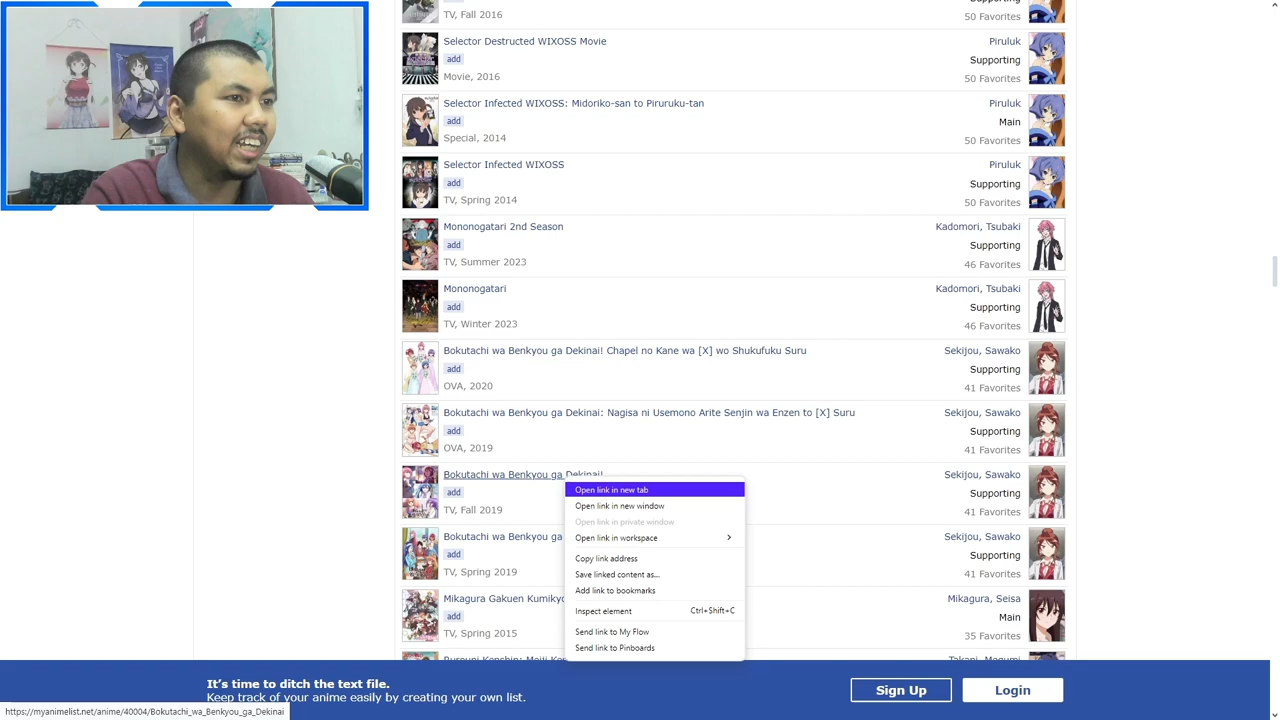 TV, Fall 2016
50 Favorites
Selector Destructed WIXOSS Movie
Piruluk
add
Supporting
Movie, 2016
50 Favorites
Selector Infected WIXOSS: Midoriko-san to Piruruku-tan
Piruluk
add
Main
Special, 2014
50 Favorites
Selector Infected WIXOSS
Piruluk
add
Supporting
TV, Spring 2014
50 Favorites
Mononogatari 2nd Season
Kadomori, Tsubaki
add
Supporting
TV, Summer 2023
46 Favorites
Mononogatari
Kadomori, Tsubaki
add
Supporting
TV, Winter 2023
46 Favorites
Bokutachi wa Benkyou ga Dekinai! Chapel no Kane wa [X] wo Shukufuku Suru
Sekijou, Sawako
add
Supporting
OVA, 2020
41 Favorites
Bokutachi wa Benkyou ga Dekinai: Nagisa ni Usemono Arite Senjin wa Enzen to [X] Suru
Sekijou, Sawako
add
Supporting
OVA, 2019
41 Favorites
Bokutachi wa Benkyou ga Dekinai!
Sekijou, Sawako
add
Supporting
TV, Fall 2019
41 Favorites
Bokutachi wa Benkyou ga
Sekijou, Sawako
add
Supporting
TV, Spring 2019
41 Favorites
Mikagura Gakuen Kumikyo
Mikagura, Seisa
add
Main
TV, Spring 2015
35 Favorites
Open link in new tab
Open link in new window
Open link in private window
Open link in workspace
Copy link address
Save linked content as...
Add link to bookmarks
Inspect element Ctrl+Shift+C
Send link to My Flow
Send link to Pinboards
It's time to ditch the text file.
Keep track of your anime easily by creating your own list.
Sign Up
Login
https://myanimelist.net/anime/40004/Bokutachi_wa_Benkyou_ga_Dekinai